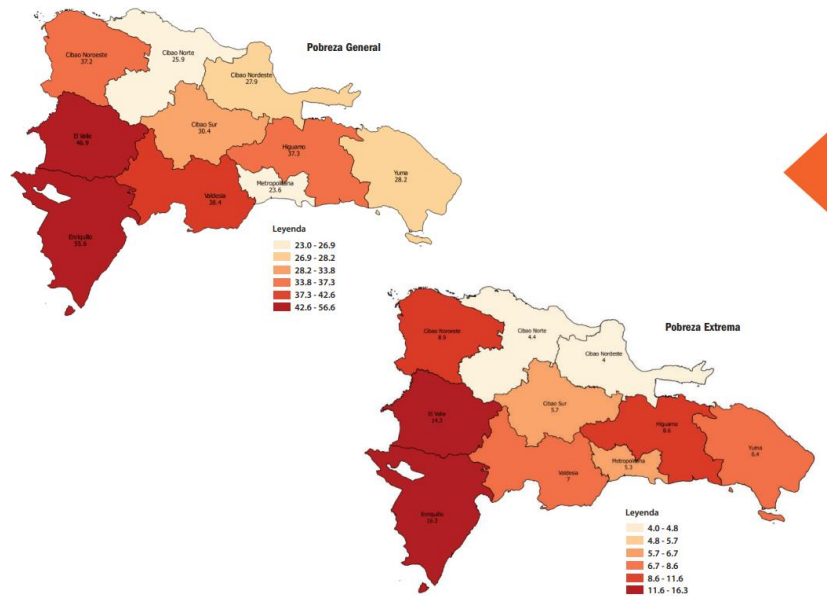 Pobreza General
Cibao Noroeste
37.2
Cibao Norte
25.9
Cibao Nordeste
27.9
Cibao Sur
30.4
El Valle
46.9
Higuamo
37.3
Yuma
28.2
Metropolitana
23.6
Valdesia
38.4
Enriquillo
Leyenda
23.0 - 26.9
26.9 - 28.2
28.2 - 33.8
33.8 - 37.3
37.3 - 42.6
42.6 - 56.6
Pobreza Extrema
Cibao Noroeste
8.9
Cibao Norte
4.4
Cibao Nordeste
4
Cibao Sur
5.7
El Valle
14.3
Higuamo
8.6
Yuma
6.4
Metropolitana
5.3
Valdesia
7
Enriquillo
16.3
Leyenda
4.0 - 4.8
4.8 - 5.7
5.7 - 6.7
6.7 - 8.6
8.6 - 11.6
11.6 - 16.3